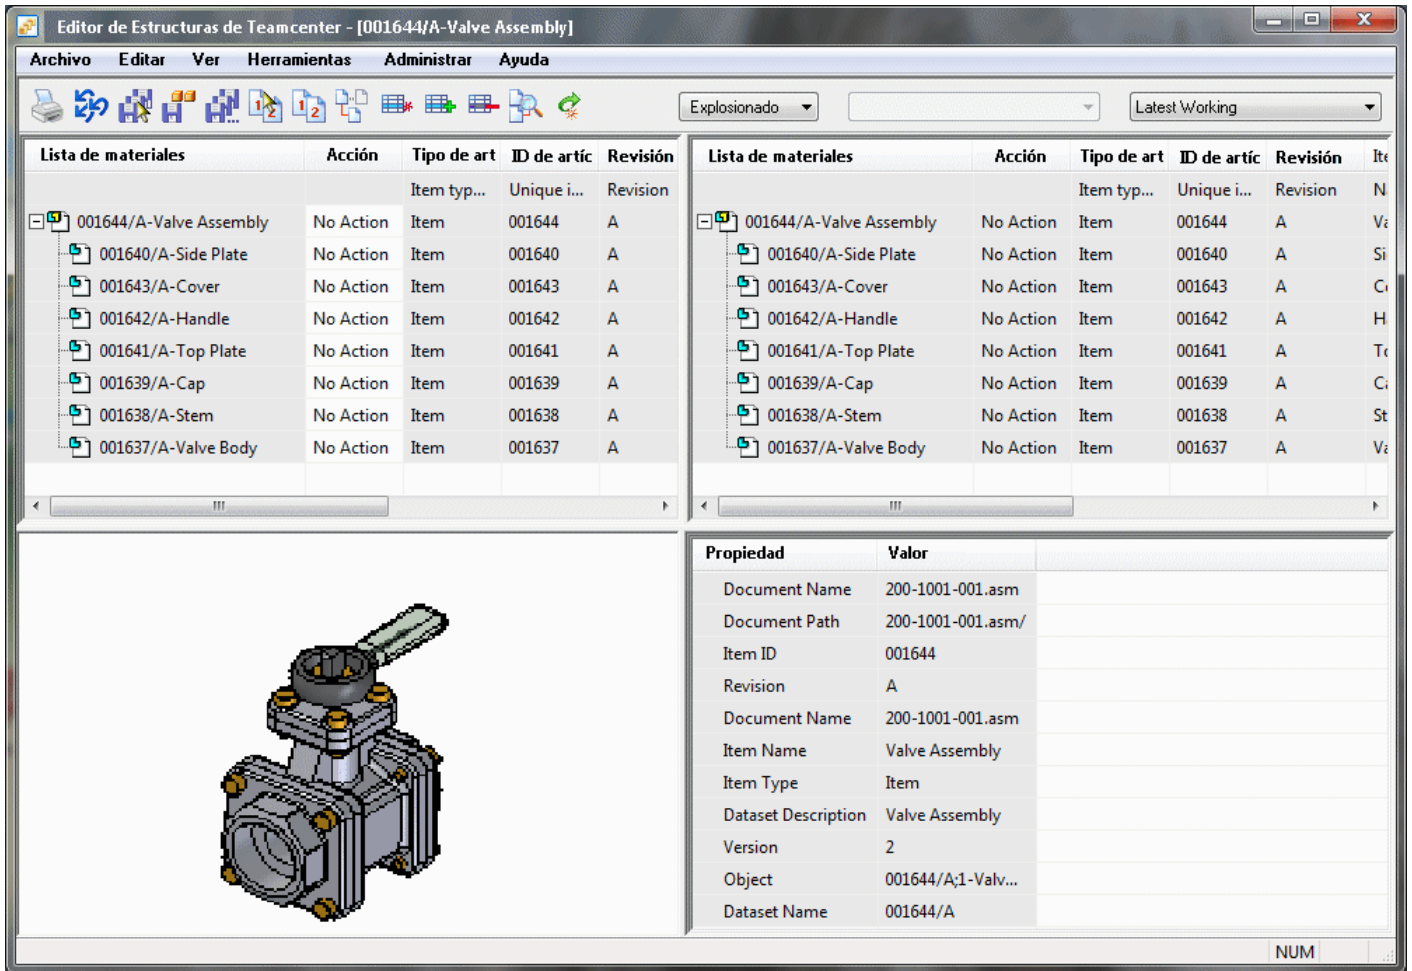 Editor de Estructuras de Teamcenter - [001644/A-Valve Assembly]
Archivo Editar Ver Herramientas Administrar Ayuda
Explosionado Latest Working
Lista de materiales Acción Tipo de art ID de artíc Revisión
Item typ... Unique i... Revision
001644/A-Valve Assembly No Action Item 001644 A
001640/A-Side Plate No Action Item 001640 A
001643/A-Cover No Action Item 001643 A
001642/A-Handle No Action Item 001642 A
001641/A-Top Plate No Action Item 001641 A
001639/A-Cap No Action Item 001639 A
001638/A-Stem No Action Item 001638 A
001637/A-Valve Body No Action Item 001637 A
Lista de materiales Acción Tipo de art ID de artíc Revisión Ite
Item typ... Unique i... Revision N
001644/A-Valve Assembly No Action Item 001644 A Va
001640/A-Side Plate No Action Item 001640 A Si
001643/A-Cover No Action Item 001643 A Co
001642/A-Handle No Action Item 001642 A H
001641/A-Top Plate No Action Item 001641 A To
001639/A-Cap No Action Item 001639 A Ca
001638/A-Stem No Action Item 001638 A St
001637/A-Valve Body No Action Item 001637 A Va
Propiedad Valor
Document Name 200-1001-001.asm
Document Path 200-1001-001.asm/
Item ID 001644
Revision A
Document Name 200-1001-001.asm
Item Name Valve Assembly
Item Type Item
Dataset Description Valve Assembly
Version 2
Object 001644/A;1-Valv...
Dataset Name 001644/A
NUM